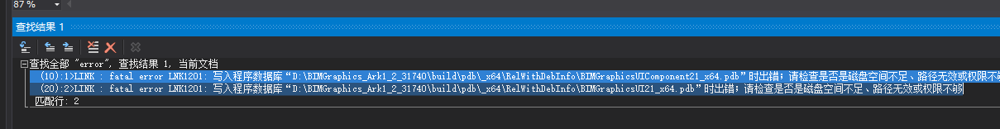 87 %
查找结果 1
查找全部 "error", 查找结果 1, 当前文档
(10):1>LINK : fatal error LNK1201: 写入程序数据库“D:\BIMGraphics_Ark1_2_31740\build\pdb\_x64\RelWithDebInfo\BIMGraphicsUIComponent21_x64.pdb”时出错；请检查是否是磁盘空间不足、路径无效或权限不够
(20):2>LINK : fatal error LNK1201: 写入程序数据库“D:\BIMGraphics_Ark1_2_31740\build\pdb\_x64\RelWithDebInfo\BIMGraphicsUI21_x64.pdb”时出错；请检查是否是磁盘空间不足、路径无效或权限不够
匹配行: 2